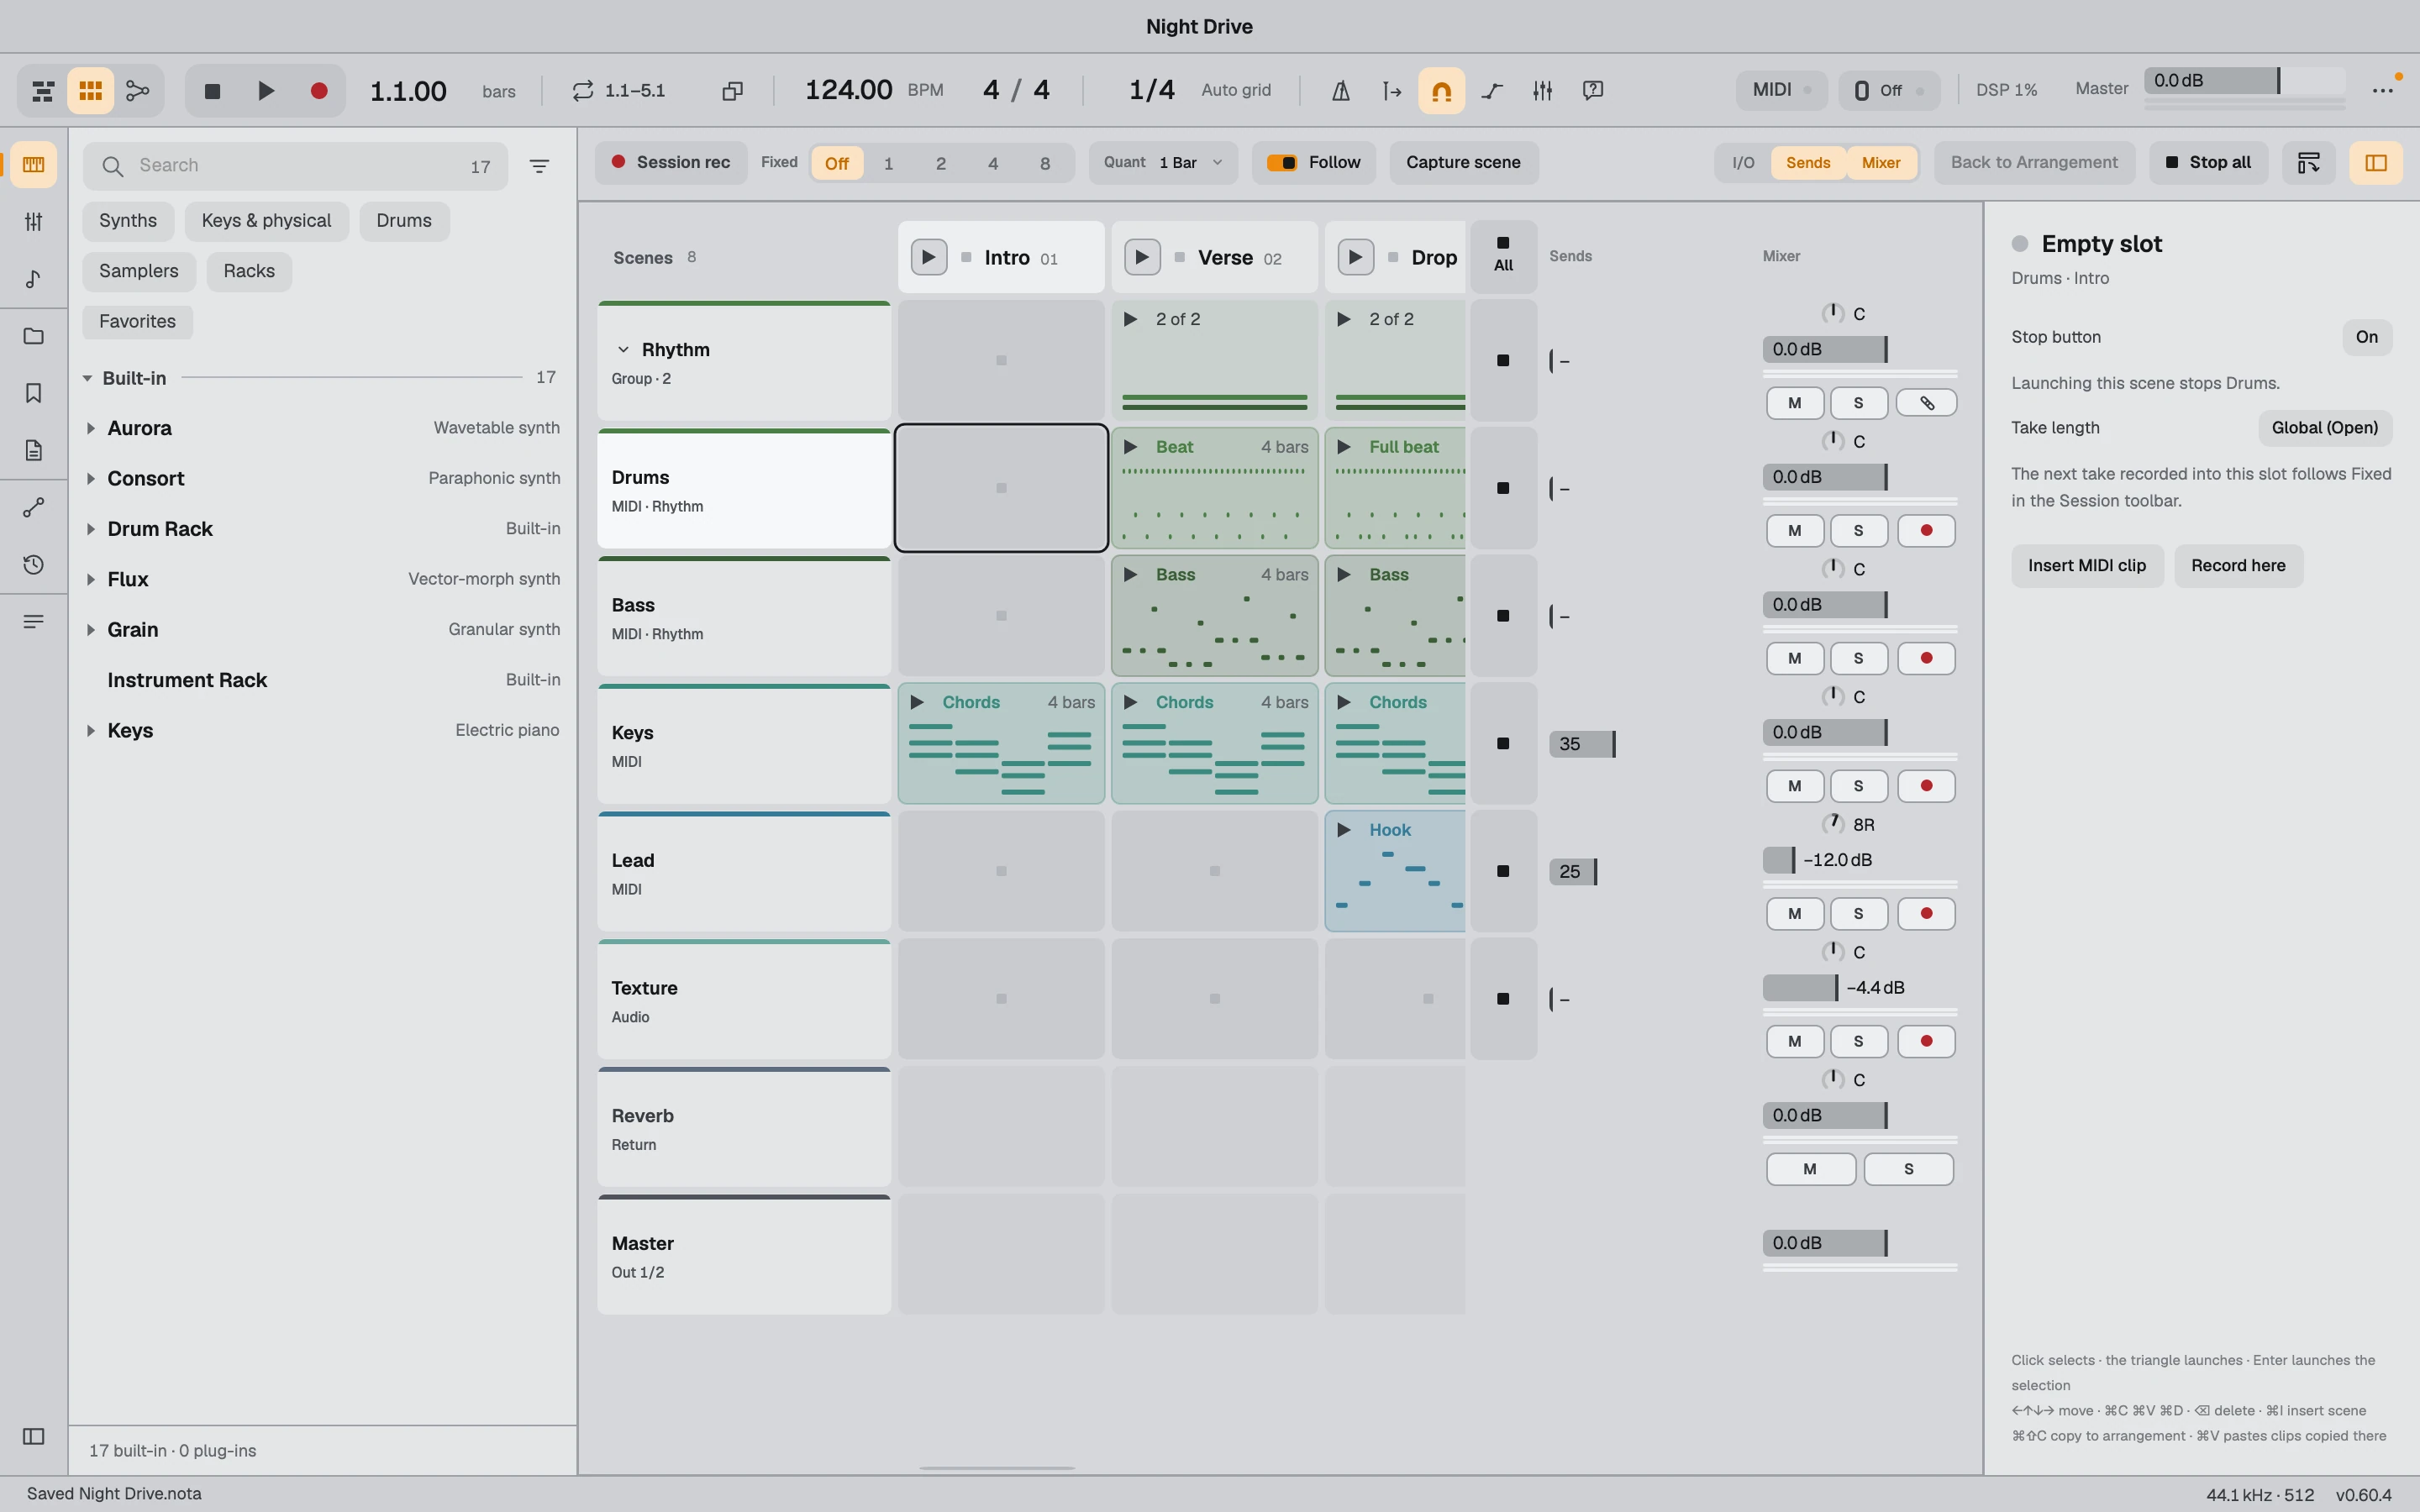 Night Drive
1.1.00 bars 1.1–5.1 124.00 BPM 4 / 4 1/4 Auto grid MIDI Off DSP 1% Master 0.0 dB
Search 17
Synths Keys & physical Drums
Samplers Racks
Favorites
Built-in 17
Aurora Wavetable synth
Consort Paraphonic synth
Drum Rack Built-in
Flux Vector-morph synth
Grain Granular synth
Instrument Rack Built-in
Keys Electric piano
17 built-in · 0 plug-ins
Session rec Fixed Off 1 2 4 8 Quant 1 Bar Follow Capture scene I/O Sends Mixer Back to Arrangement Stop all
Scenes 8 Intro 01 Verse 02 Drop All Sends Mixer
Rhythm
Group · 2
2 of 2 2 of 2
– C
0.0 dB
M S
Drums
MIDI · Rhythm
Beat 4 bars Full beat
– C
0.0 dB
M S
Bass
MIDI · Rhythm
Bass 4 bars Bass
– C
0.0 dB
M S
Keys
MIDI
Chords 4 bars Chords 4 bars Chords
35 C
0.0 dB
M S
Lead
MIDI
Hook
25 8R
–12.0 dB
M S
Texture
Audio
– C
–4.4 dB
M S
Reverb
Return
C
0.0 dB
M S
Master
Out 1/2
0.0 dB
Empty slot
Drums · Intro
Stop button On
Launching this scene stops Drums.
Take length Global (Open)
The next take recorded into this slot follows Fixed
in the Session toolbar.
Insert MIDI clip Record here
Click selects · the triangle launches · Enter launches the
selection
←↑↓→ move · ⌘C ⌘V ⌘D · ⌫ delete · ⌘I insert scene
⌘⇧C copy to arrangement · ⌘V pastes clips copied there
Saved Night Drive.nota 44.1 kHz · 512 v0.60.4